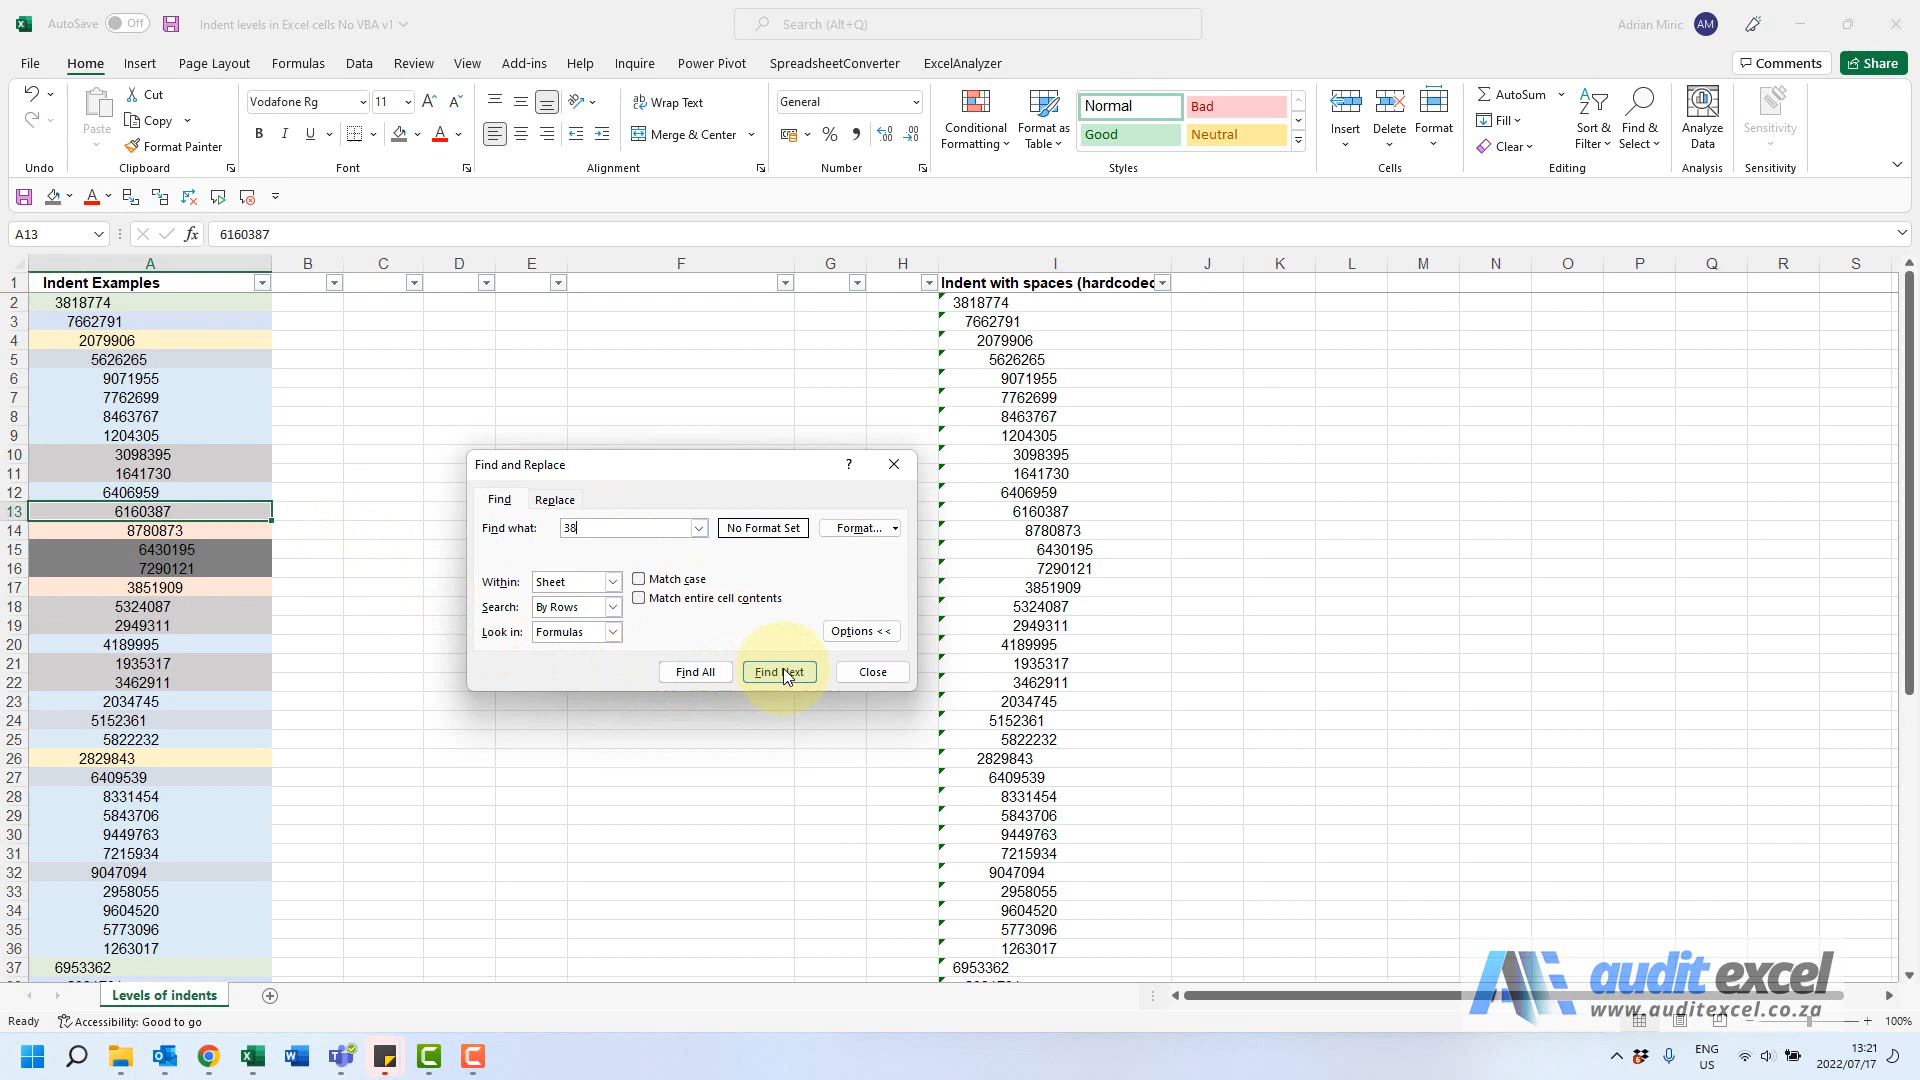 AutoSave Off Indent levels in Excel cells No VBA v1 Search (Alt+Q) Adrian Miric AM
File Home Insert Page Layout Formulas Data Review View Add-ins Help Inquire Power Pivot SpreadsheetConverter ExcelAnalyzer Comments Share
Paste Cut Copy Format Painter
Vodafone Rg 11
B I U A
Wrap Text
Merge & Center
General
Conditional Formatting Format as Table
Normal Bad
Good Neutral
Insert Delete Format
AutoSum Fill Clear
Sort & Filter Find & Select
Analyze Data
Sensitivity
Undo Clipboard Font Alignment Number Styles Cells Editing Analysis Sensitivity
A13 fx 6160387
A B C D E F G H I J K L M N O P Q R S
1 Indent Examples Indent with spaces (hardcoded
2 3818774 3818774
3 7662791 7662791
4 2079906 2079906
5 5626265 5626265
6 9071955 9071955
7 7762699 7762699
8 8463767 8463767
9 1204305 1204305
10 3098395 3098395
11 1641730 1641730
12 6406959 6406959
13 6160387 6160387
14 8780873 8780873
15 6430195 6430195
16 7290121 7290121
17 3851909 3851909
18 5324087 5324087
19 2949311 2949311
20 4189995 4189995
21 1935317 1935317
22 3462911 3462911
23 2034745 2034745
24 5152361 5152361
25 5822232 5822232
26 2829843 2829843
27 6409539 6409539
28 8331454 8331454
29 5843706 5843706
30 9449763 9449763
31 7215934 7215934
32 9047094 9047094
33 2958055 2958055
34 9604520 9604520
35 5773096 5773096
36 1263017 1263017
37 6953362 6953362
Find and Replace ?
Find Replace
Find what: 38 No Format Set Format...
Within: Sheet Match case
Search: By Rows Match entire cell contents
Look in: Formulas Options <<
Find All Find Next Close
audit excel
www.auditexcel.co.za
Levels of indents
Ready Accessibility: Good to go 100%
ENG
US
13:21
2022/07/17